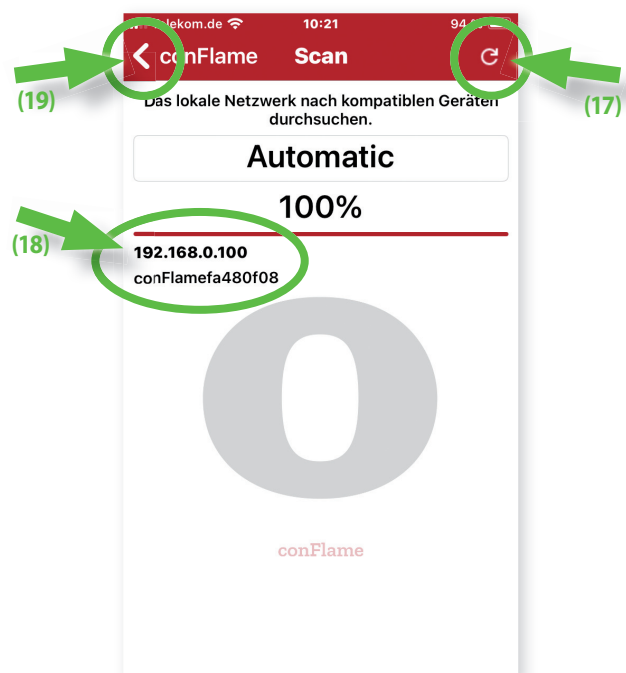 lekom.de 10:21 94
conFlame Scan
(19)
(17)
Das lokale Netzwerk nach kompatiblen Geräten
durchsuchen.
Automatic
100%
(18)
192.168.0.100
conFlamefa480f08
conFlame